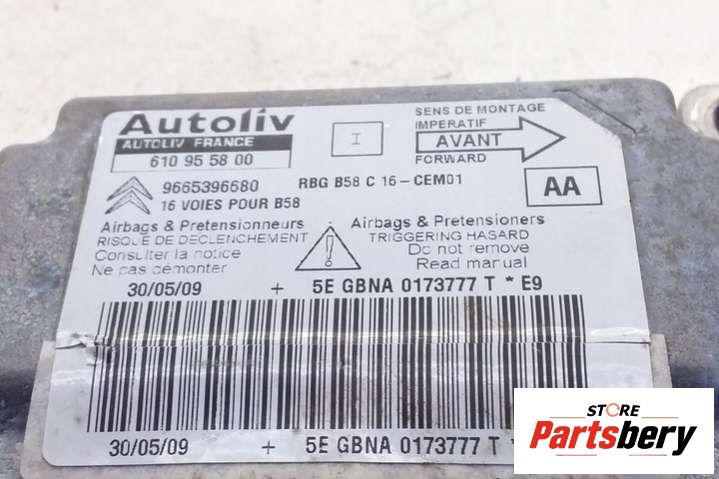 Autoliv
AUTOLIV FRANCE
610 95 58 00
I
SENS DE MONTAGE
IMPERATIF
AVANT
FORWARD
9665396680
RBG B58 C 16-CEM01
AA
16 VOIES POUR B58
Airbags & Pretensionneurs
RISQUE DE DECLENCHEMENT
Consulter la notice
Ne pas démonter
!
Airbags & Pretensioners
TRIGGERING HASARD
Do not remove
Read manual
30/05/09 + 5E GBNA 0173777 T * E9
30/05/09 + 5E GBNA 0173777 T *
STORE
Partsbery